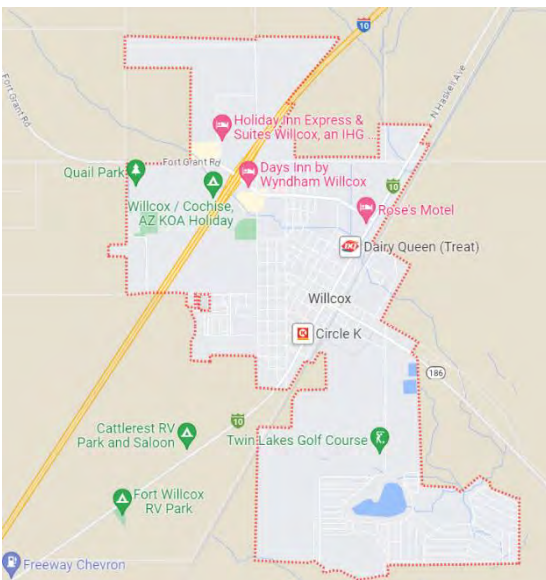 10
Fort Grant Rd
N Haskell Ave
Holiday Inn Express &
Suites Willcox, an IHG ...
Fort Grant Rd
Quail Park
Days Inn by
Wyndham Willcox
10
Willcox / Cochise,
AZ KOA Holiday
Rose's Motel
DQ
Dairy Queen (Treat)
Willcox
Circle K
186
10
Cattlerest RV
Park and Saloon
Twin Lakes Golf Course
Fort Willcox
RV Park
Freeway Chevron